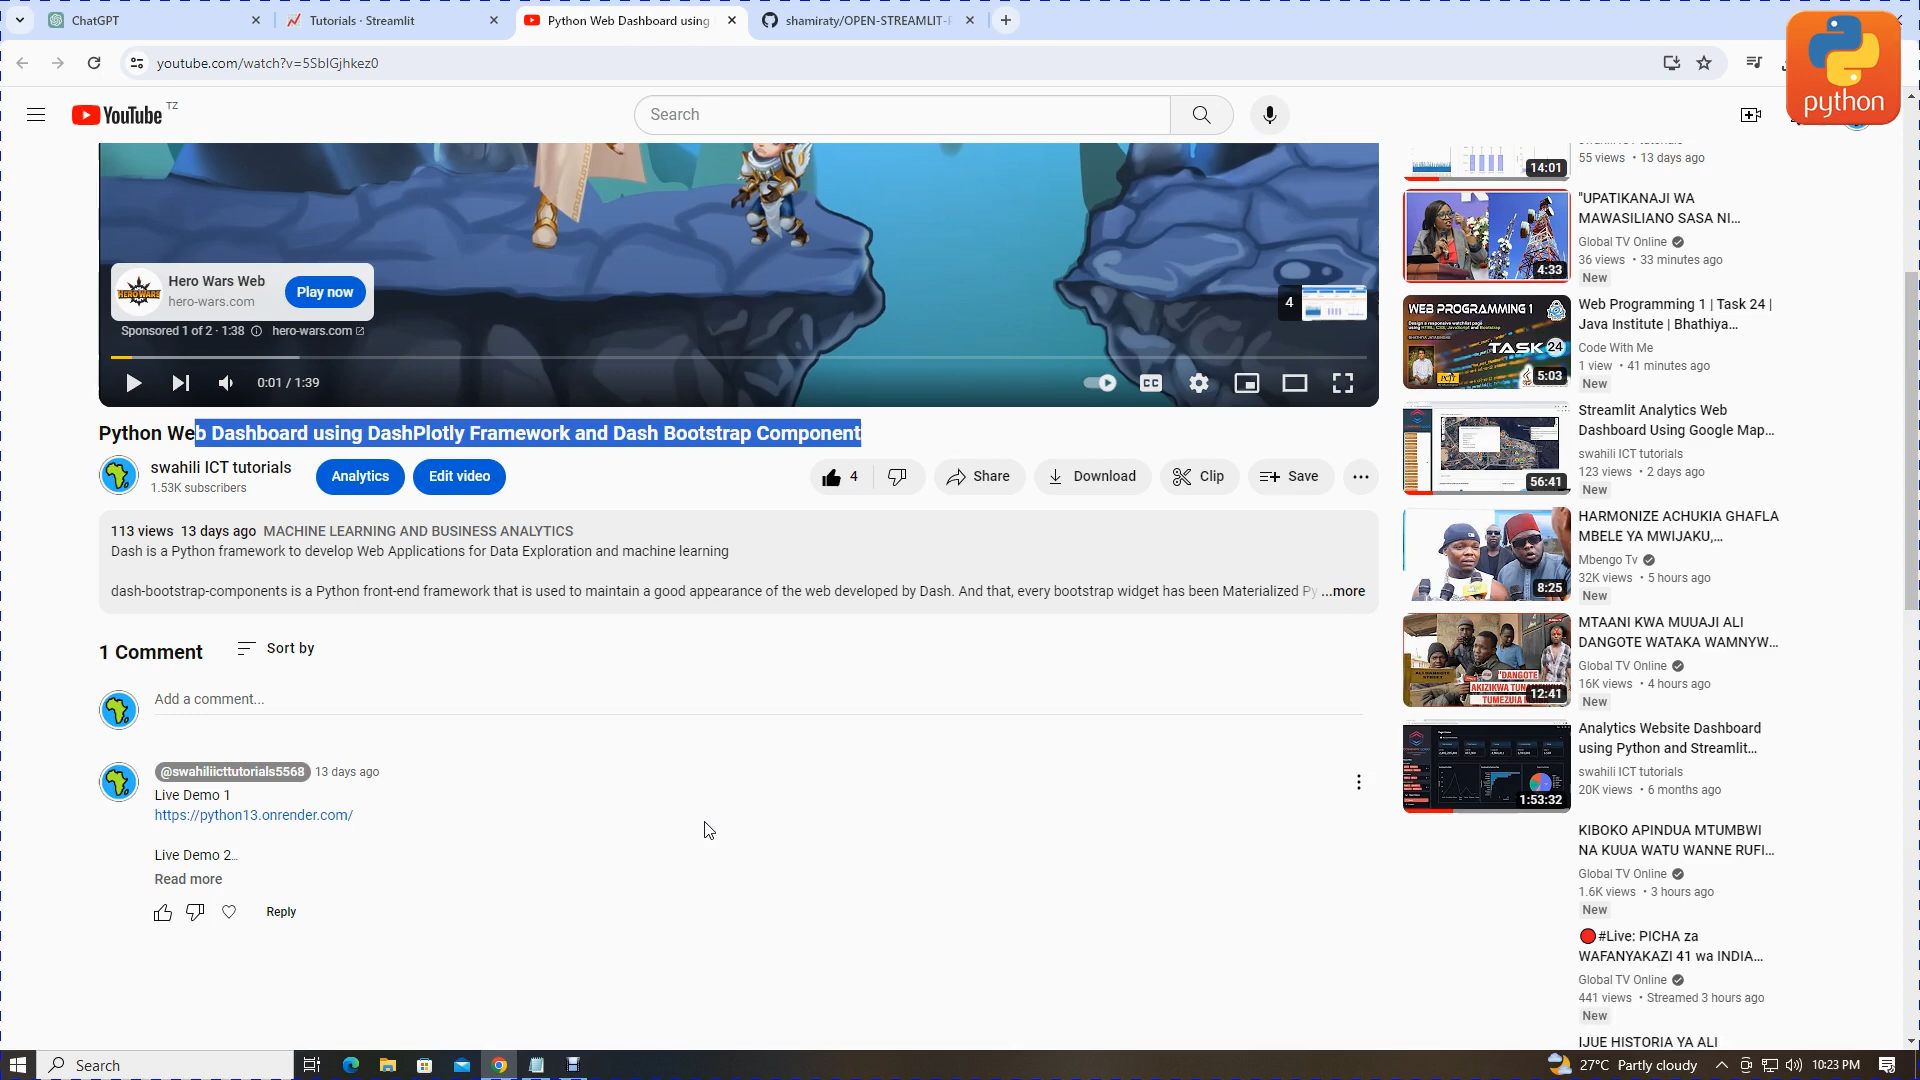 ChatGPT
Tutorials · Streamlit
Python Web Dashboard using
shamiraty/OPEN-STREAMLIT-
youtube.com/watch?v=5SblGjhkez0
python
YouTube TZ
Search
14:01
55 views • 13 days ago
Hero Wars Web
hero-wars.com
Play now
HERO WARS
Sponsored 1 of 2 · 1:38
hero-wars.com
4
0:01 / 1:39
CC
Python Web Dashboard using DashPlotly Framework and Dash Bootstrap Component
swahili ICT tutorials
1.53K subscribers
Analytics
Edit video
4
Share
Download
Clip
Save
113 views 13 days ago MACHINE LEARNING AND BUSINESS ANALYTICS
Dash is a Python framework to develop Web Applications for Data Exploration and machine learning
dash-bootstrap-components is a Python front-end framework that is used to maintain a good appearance of the web developed by Dash. And that, every bootstrap widget has been Materialized Py ...more
1 Comment
Sort by
Add a comment...
@swahiliicttutorials5568 13 days ago
Live Demo 1
https://python13.onrender.com/
Live Demo 2…
Read more
Reply
"UPATIKANAJI WA
MAWASILIANO SASA NI…
Global TV Online
36 views • 33 minutes ago
New
4:33
Web Programming 1 | Task 24 |
Java Institute | Bhathiya…
Code With Me
1 view • 41 minutes ago
New
WEB PROGRAMMING 1
TASK 24
5:03
Streamlit Analytics Web
Dashboard Using Google Map…
swahili ICT tutorials
123 views • 2 days ago
New
56:41
HARMONIZE ACHUKIA GHAFLA
MBELE YA MWIJAKU,…
Mbengo Tv
32K views • 5 hours ago
New
8:25
MTAANI KWA MUUAJI ALI
DANGOTE WATAKA WAMNYW…
Global TV Online
16K views • 4 hours ago
New
"DANGOTE
12:41
Analytics Website Dashboard
using Python and Streamlit…
swahili ICT tutorials
20K views • 6 months ago
1:53:32
KIBOKO APINDUA MTUMBWI
NA KUUA WATU WANNE RUFI…
Global TV Online
1.6K views • 3 hours ago
New
#Live: PICHA za
WAFANYAKAZI 41 wa INDIA…
Global TV Online
441 views • Streamed 3 hours ago
New
IJUE HISTORIA YA ALI
Search
27°C Partly cloudy
10:23 PM